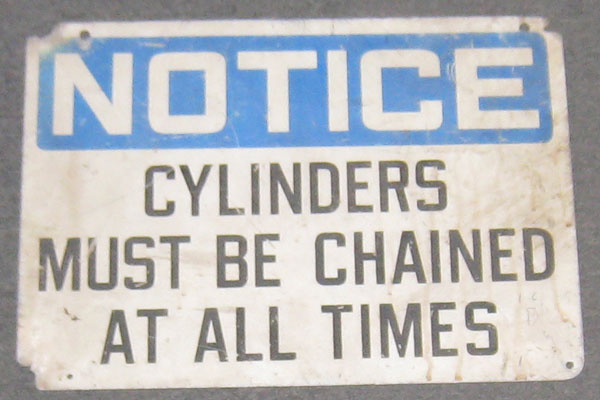 NOTICE
CYLINDERS
MUST BE CHAINED
AT ALL TIMES